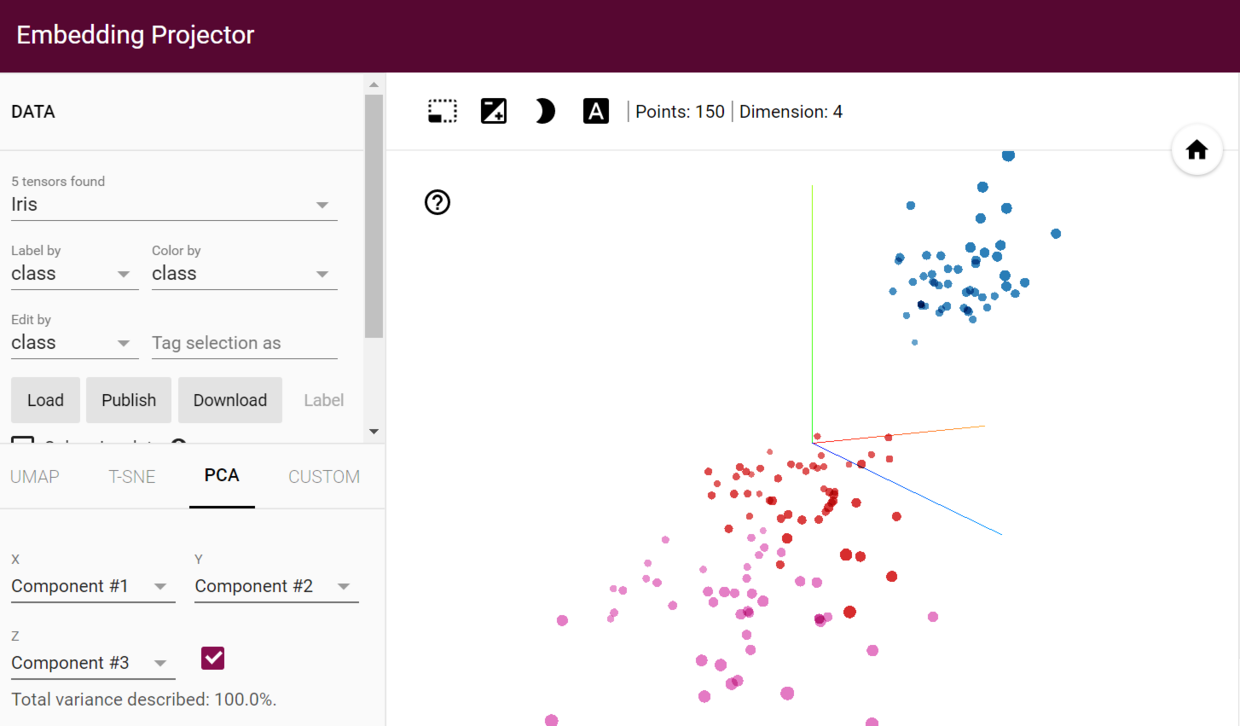 Embedding Projector
DATA
Points: 150 | Dimension: 4
5 tensors found
Iris
Label by
Color by
class
class
Edit by
class
Tag selection as
Load
Publish
Download
Label
UMAP
T-SNE
PCA
CUSTOM
X
Y
Component #1
Component #2
Z
Component #3
Total variance described: 100.0%.